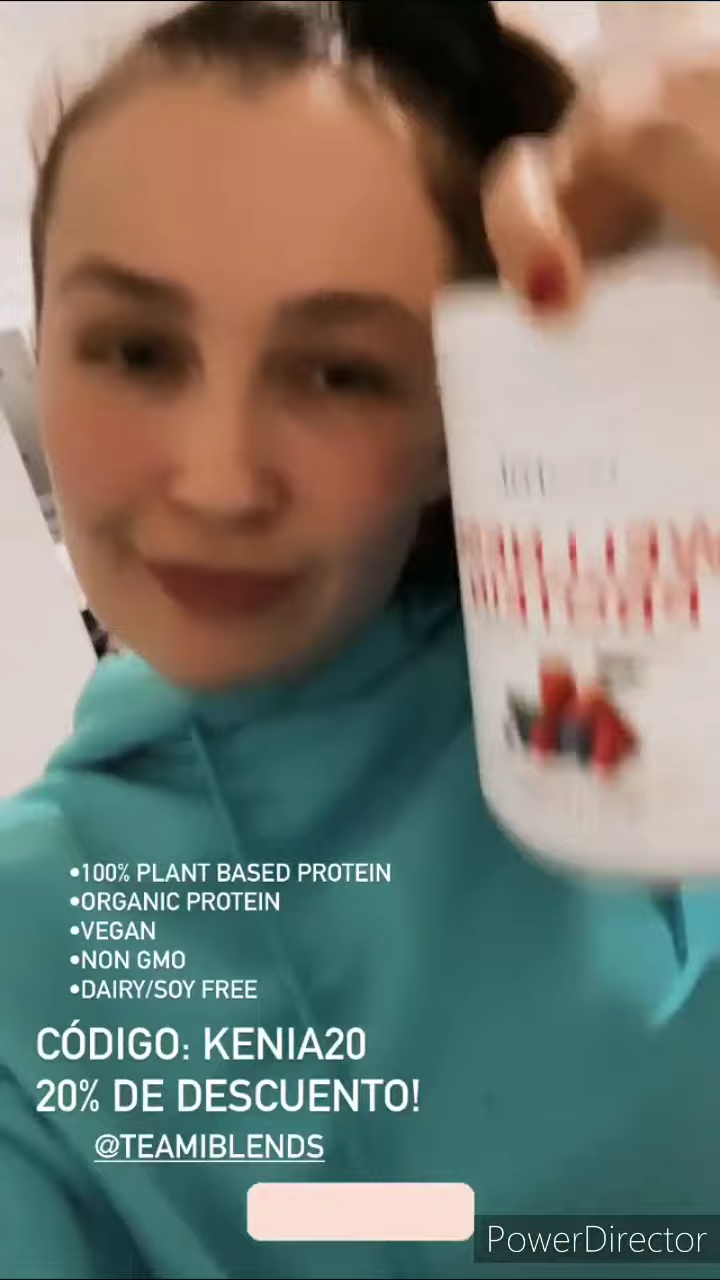 •100% PLANT BASED PROTEIN
•ORGANIC PROTEIN
•VEGAN
•NON GMO
•DAIRY/SOY FREE
CÓDIGO: KENIA20
20% DE DESCUENTO!
@TEAMIBLENDS
PowerDirector